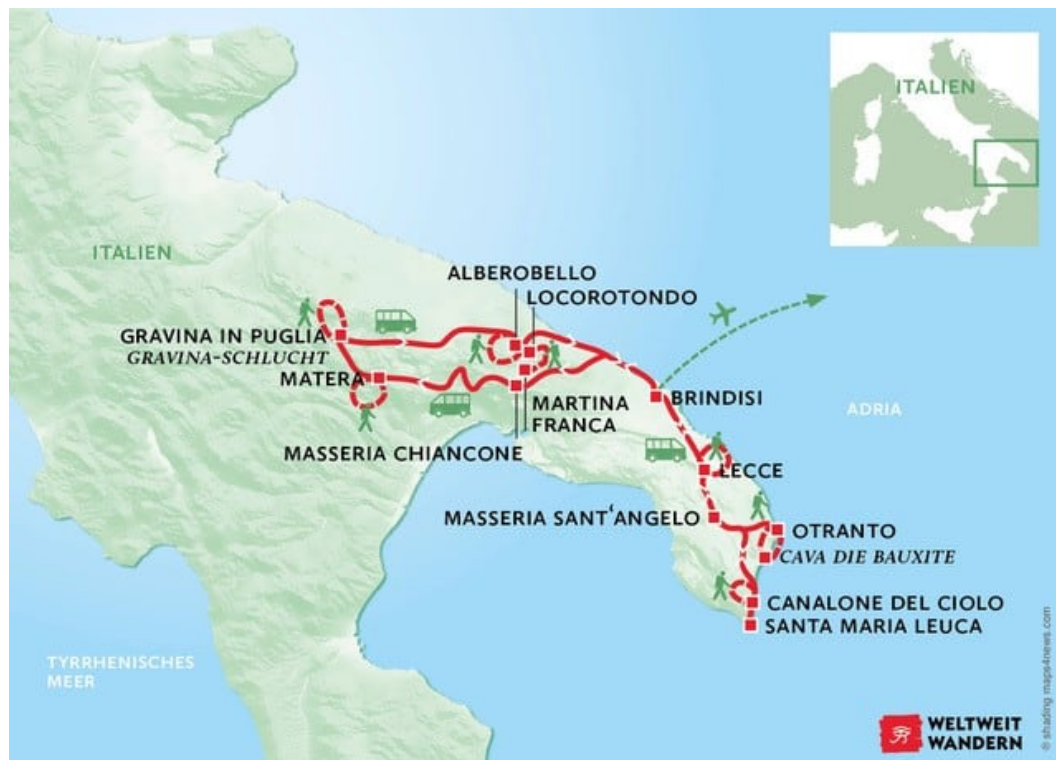 ITALIEN
ITALIEN
ALBEROBELLO
LOCOROTONDO
GRAVINA IN PUGLIA
GRAVINA-SCHLUCHT
MATERA
BRINDISI
MARTINA
FRANCA
ADRIA
MASSERIA CHIANCONE
LECCE
MASSERIA SANT‘ANGELO
OTRANTO
CAVA DIE BAUXITE
CANALONE DEL CIOLO
SANTA MARIA LEUCA
TYRRHENISCHES
MEER
WELTWEIT
WANDERN
© shading maps4news.com